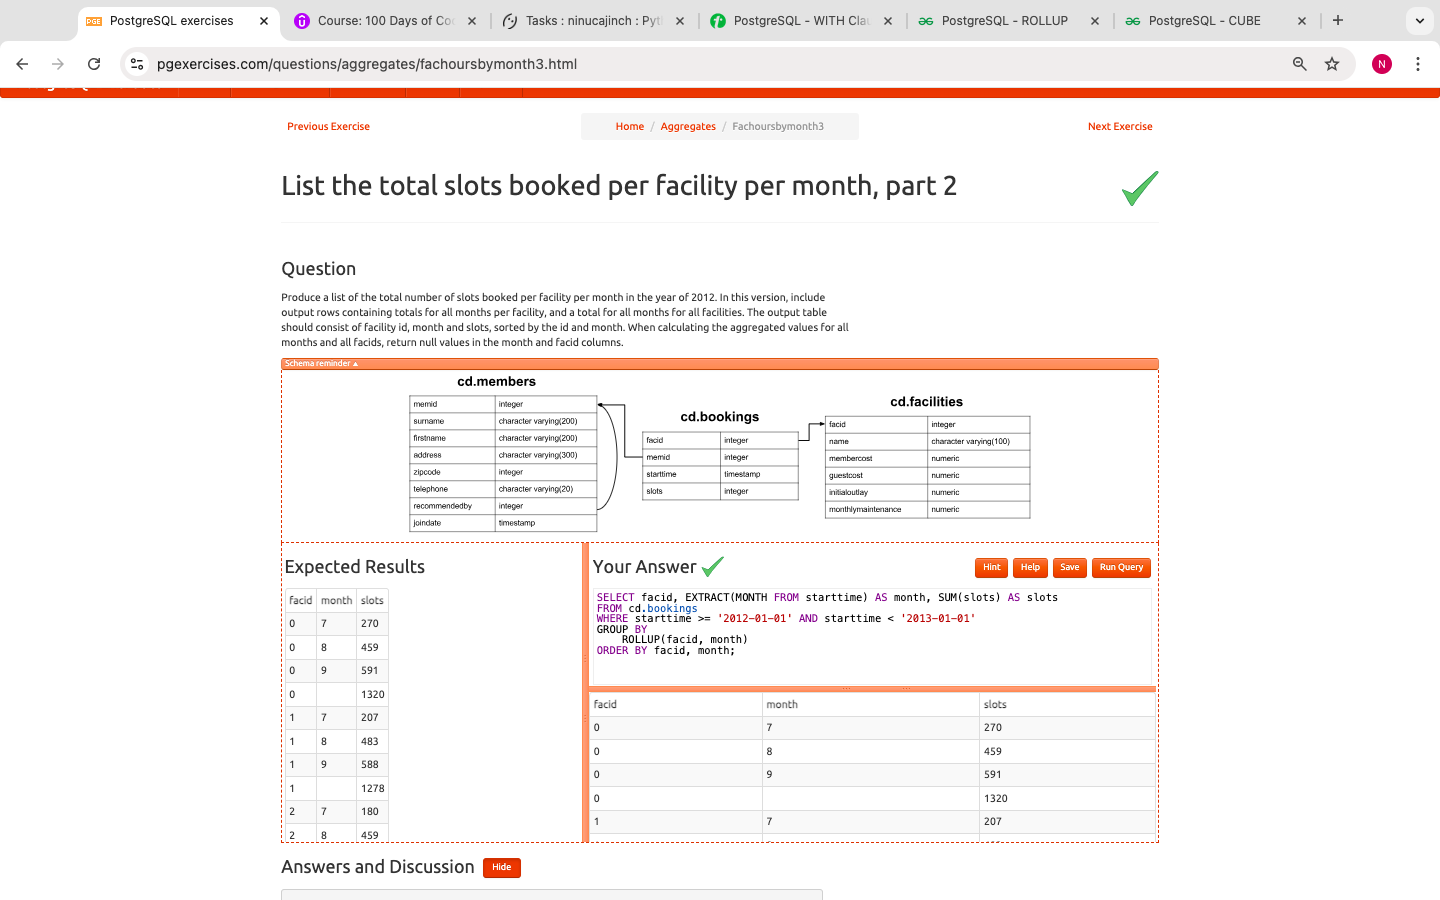 PostgreSQL exercises
Course: 100 Days of Co
Tasks : ninucajinch : Pyt
PostgreSQL - WITH Clau
PostgreSQL - ROLLUP
PostgreSQL - CUBE
pgexercises.com/questions/aggregates/fachoursbymonth3.html
N
Previous Exercise
Home / Aggregates / Fachoursbymonth3
Next Exercise
List the total slots booked per facility per month, part 2
Question
Produce a list of the total number of slots booked per facility per month in the year of 2012. In this version, include
output rows containing totals for all months per facility, and a total for all months for all facilities. The output table
should consist of facility id, month and slots, sorted by the id and month. When calculating the aggregated values for all
months and all facids, return null values in the month and facid columns.
Schema reminder
cd.members
memid integer
surname character varying(200)
firstname character varying(200)
address character varying(300)
zipcode integer
telephone character varying(20)
recommendedby integer
joindate timestamp
cd.bookings
facid integer
memid integer
starttime timestamp
slots integer
cd.facilities
facid integer
name character varying(100)
membercost numeric
guestcost numeric
initialoutlay numeric
monthlymaintenance numeric
Expected Results
facid month slots
0 7 270
0 8 459
0 9 591
0 1320
1 7 207
1 8 483
1 9 588
1 1278
2 7 180
2 8 459
Your Answer
Hint Help Save Run Query
SELECT facid, EXTRACT(MONTH FROM starttime) AS month, SUM(slots) AS slots
FROM cd.bookings
WHERE starttime >= '2012-01-01' AND starttime < '2013-01-01'
GROUP BY
ROLLUP(facid, month)
ORDER BY facid, month;
facid month slots
0 7 270
0 8 459
0 9 591
0 1320
1 7 207
Answers and Discussion Hide